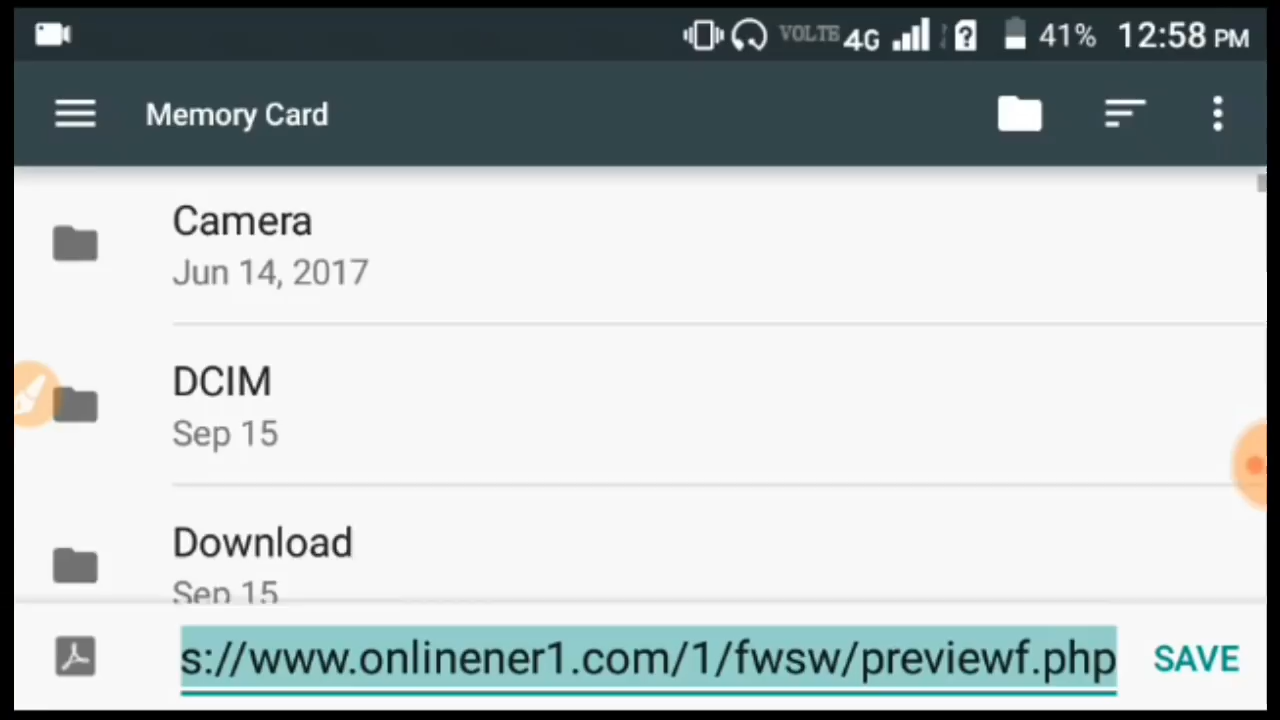 VOLTE 4G ? 41% 12:58 PM
Memory Card
Camera
Jun 14, 2017
DCIM
Sep 15
Download
Sep 15
s://www.onlinener1.com/1/fwsw/previewf.php SAVE